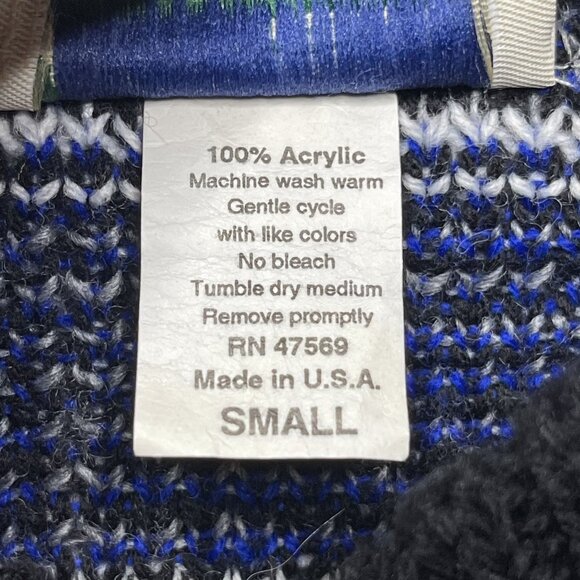 100% Acrylic
Machine wash warm
Gentle cycle
with like colors
No bleach
Tumble dry medium
Remove promptly
RN 47569
Made in U.S.A.
SMALL